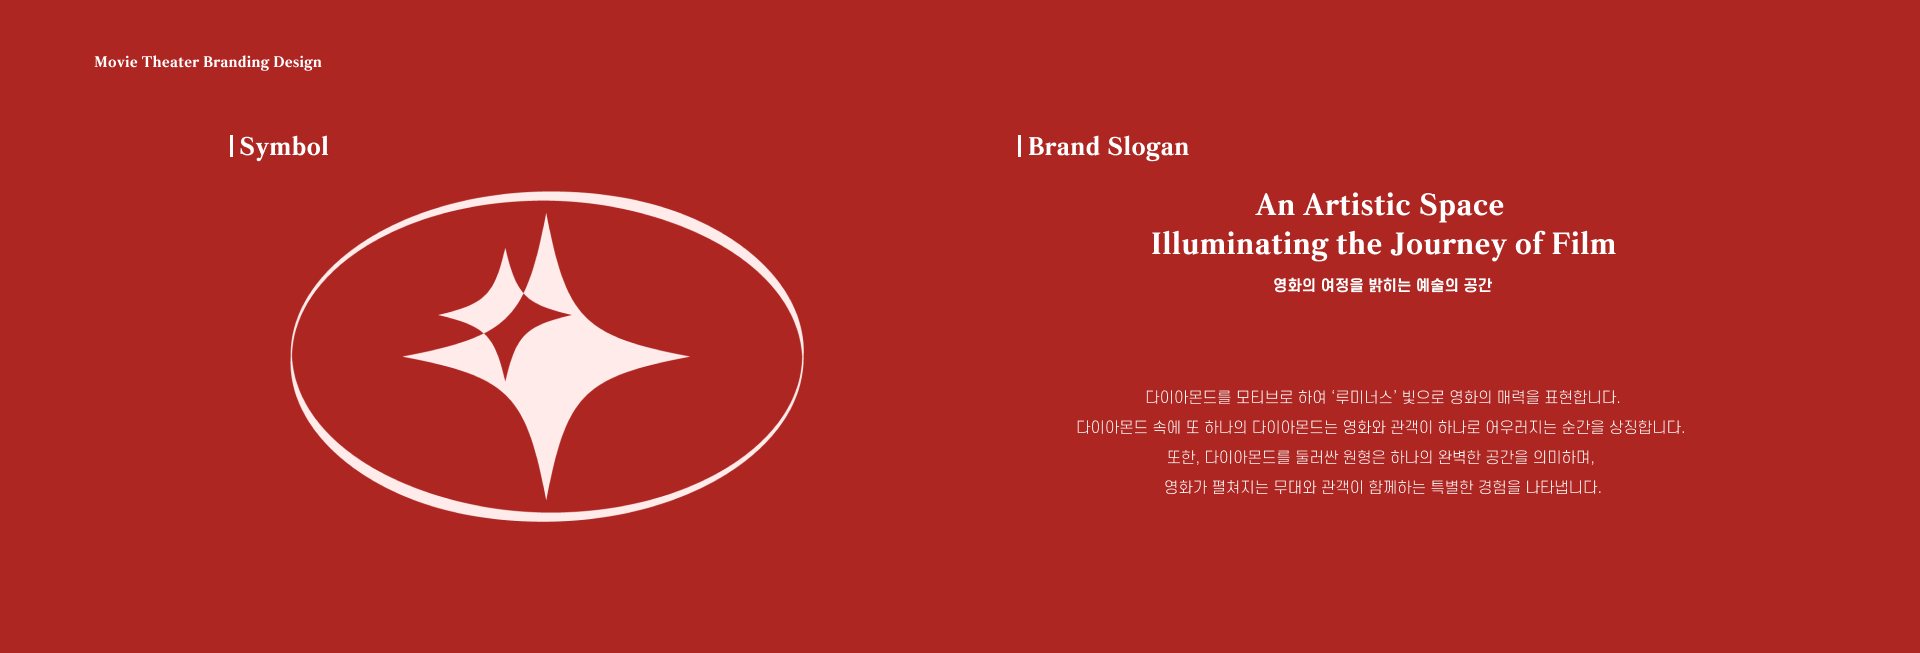 Movie Theater Branding Design
Symbol
Brand Slogan
An Artistic Space
Illuminating the Journey of Film
영화의 여정을 밝히는 예술의 공간
다이아몬드를 모티브로 하여 ‘루미너스’ 빛으로 영화의 매력을 표현합니다.
다이아몬드 속에 또 하나의 다이아몬드는 영화와 관객이 하나로 어우러지는 순간을 상징합니다.
또한, 다이아몬드를 둘러싼 원형은 하나의 완벽한 공간을 의미하며,
영화가 펼쳐지는 무대와 관객이 함께하는 특별한 경험을 나타냅니다.